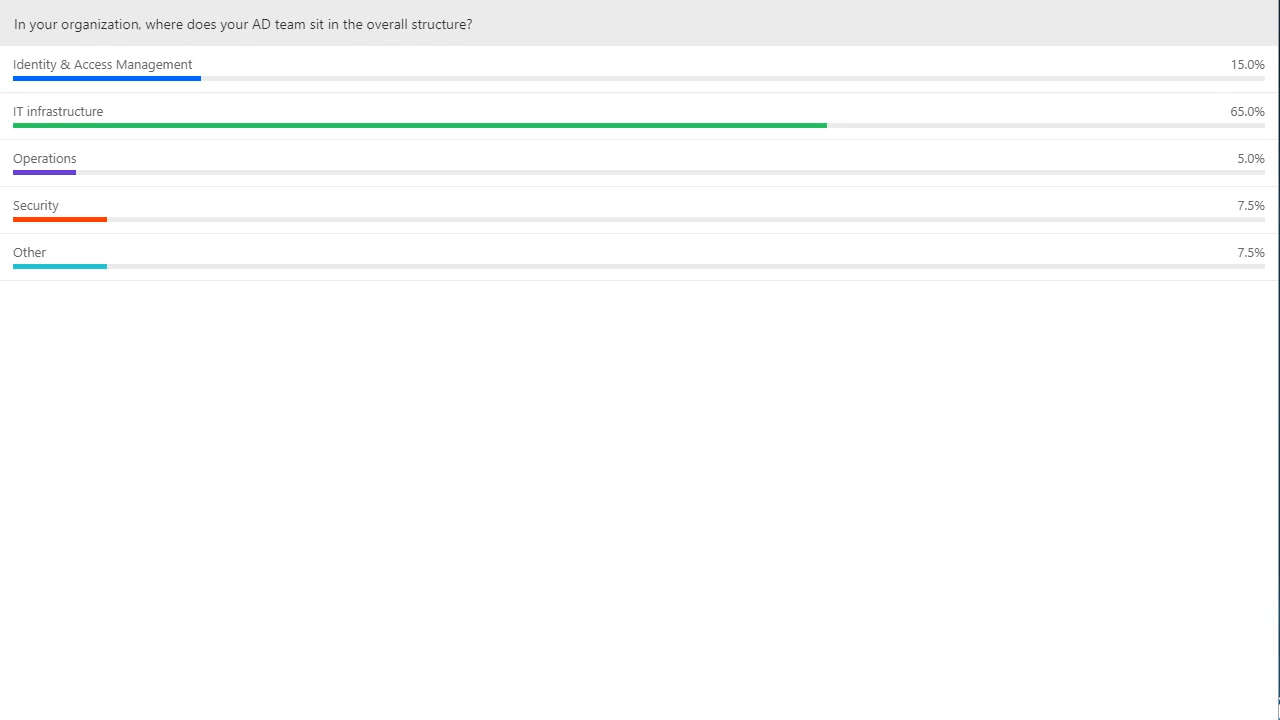 In your organization, where does your AD team sit in the overall structure?
Identity & Access Management 15.0%
IT infrastructure 65.0%
Operations 5.0%
Security 7.5%
Other 7.5%